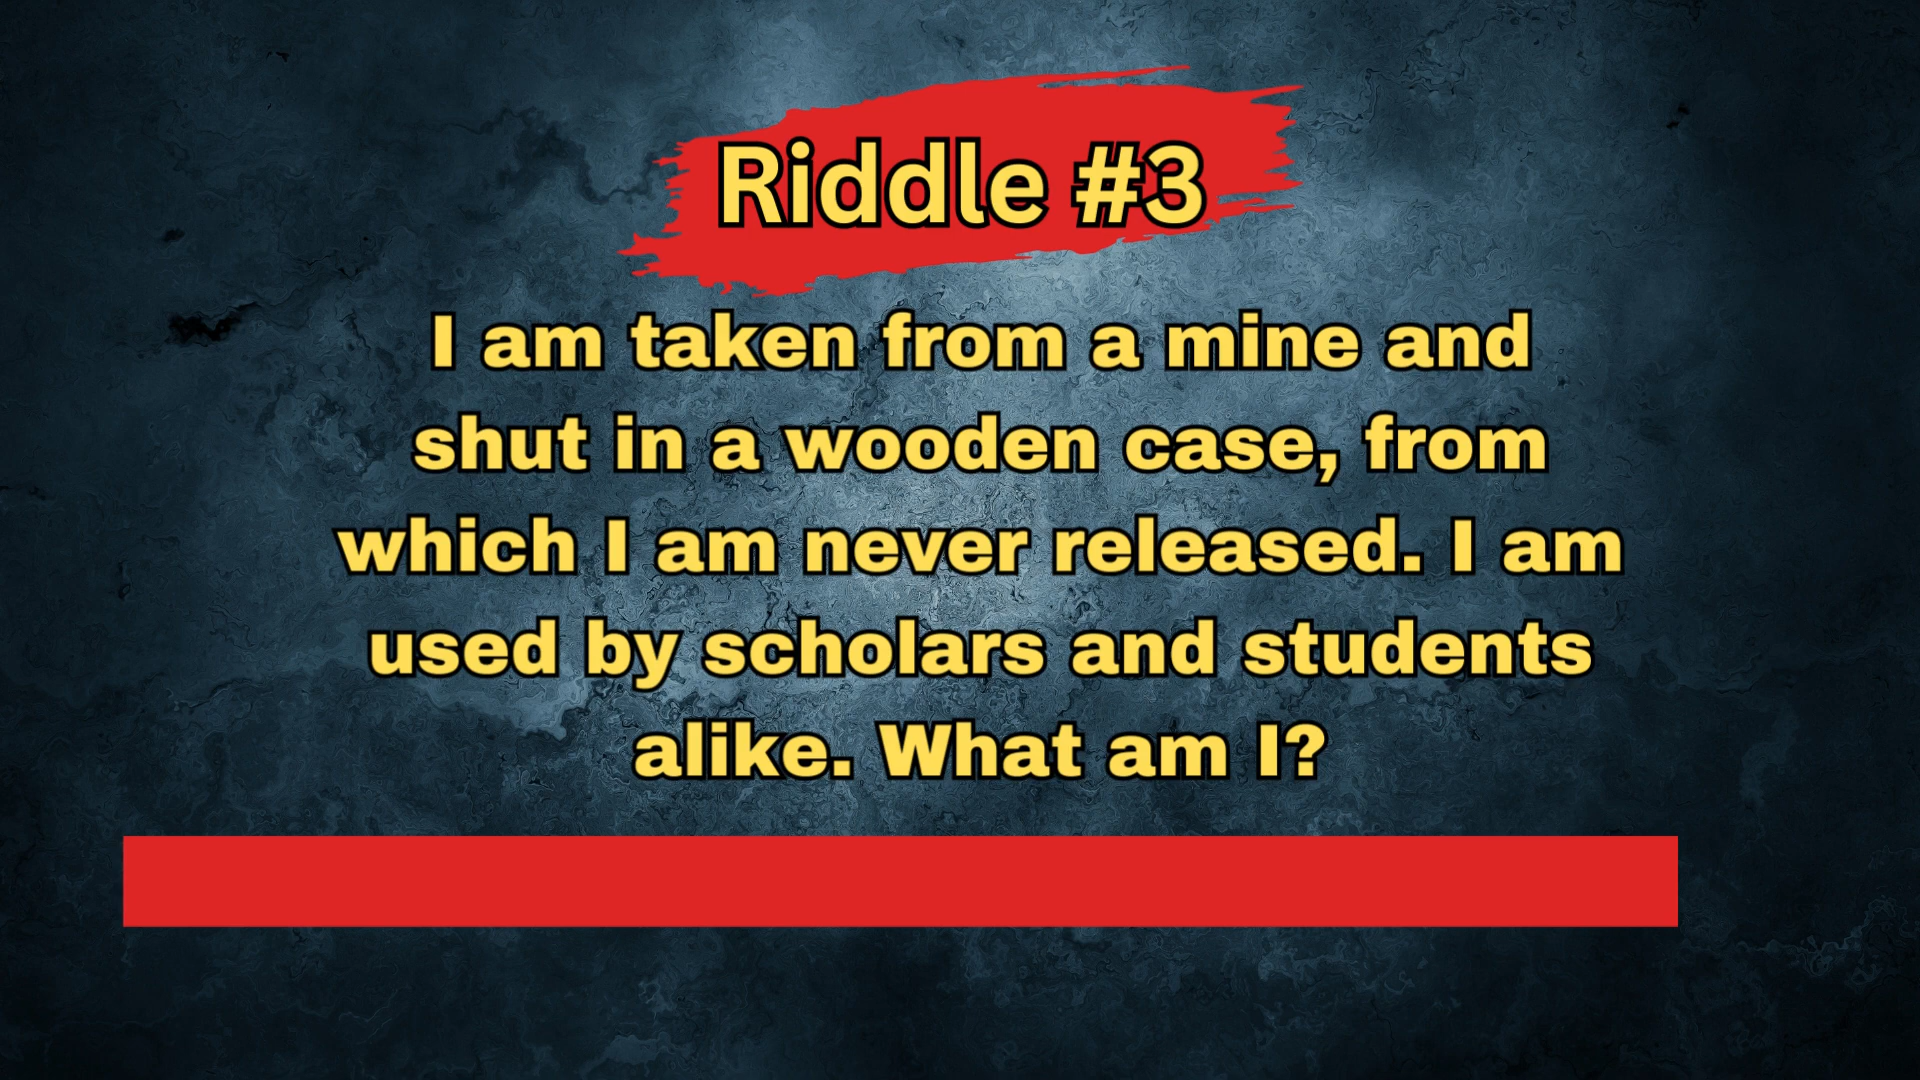 Riddle #3
I am taken from a mine and
shut in a wooden case, from
which I am never released. I am
used by scholars and students
alike. What am I?